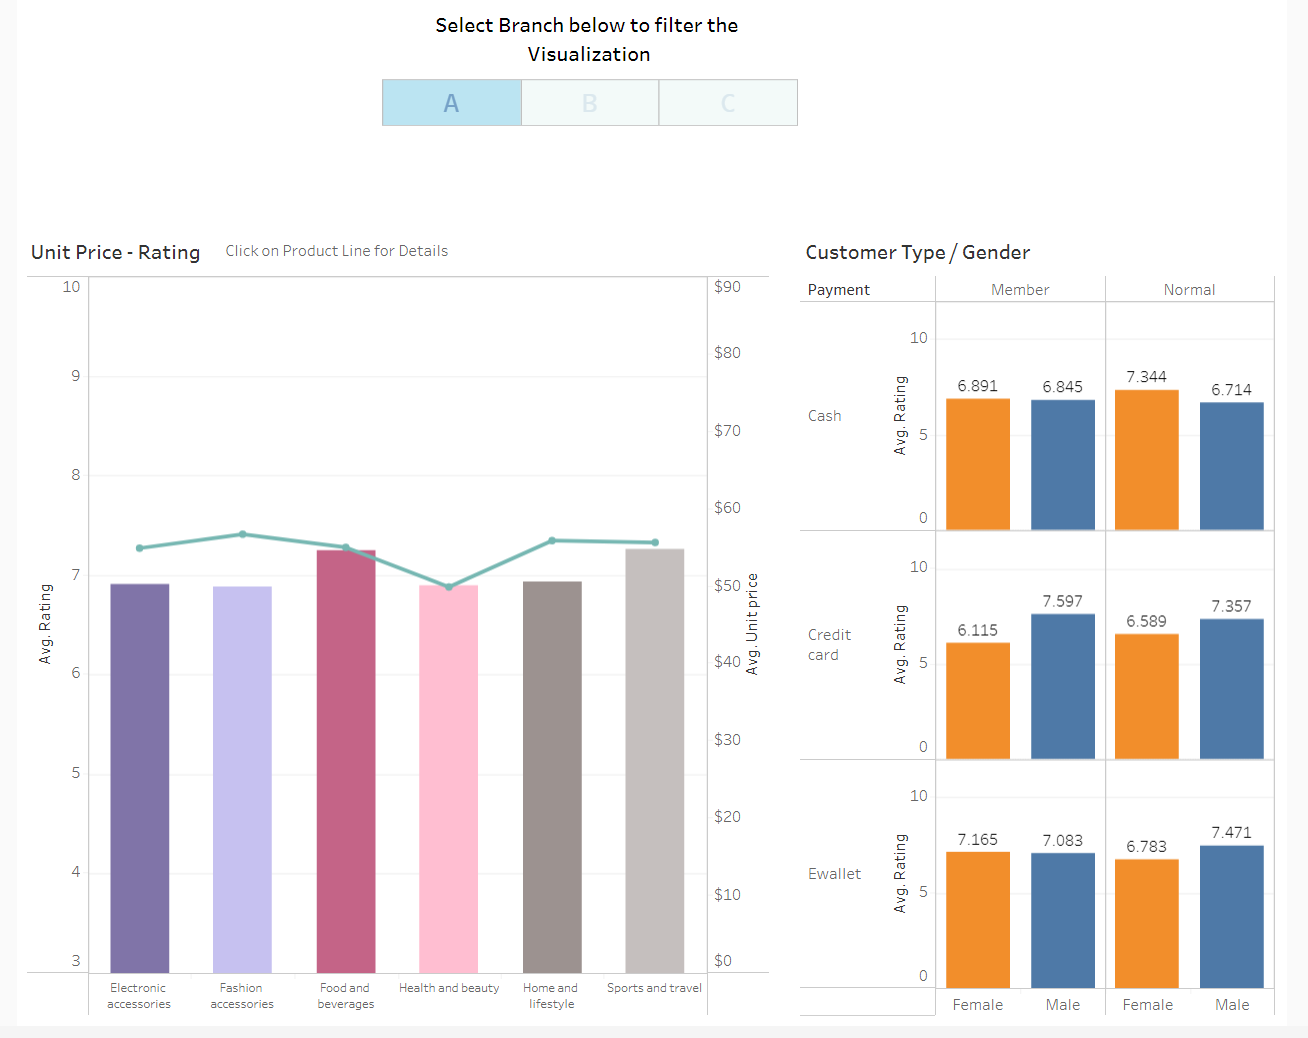 Select Branch below to filter the
Visualization
A B C
Unit Price - Rating Click on Product Line for Details
10
9
8
7
6
5
4
3
Avg. Rating
$90
$80
$70
$60
$50
$40
$30
$20
$10
$0
Avg. Unit price
Electronic
accessories
Fashion
accessories
Food and
beverages
Health and beauty
Home and
lifestyle
Sports and travel
Customer Type / Gender
Payment Member Normal
Cash
Avg. Rating
10
5
0
6.891 6.845 7.344 6.714
Credit
card
Avg. Rating
10
5
0
6.115 7.597 6.589 7.357
Ewallet
Avg. Rating
10
5
0
7.165 7.083 6.783 7.471
Female Male Female Male